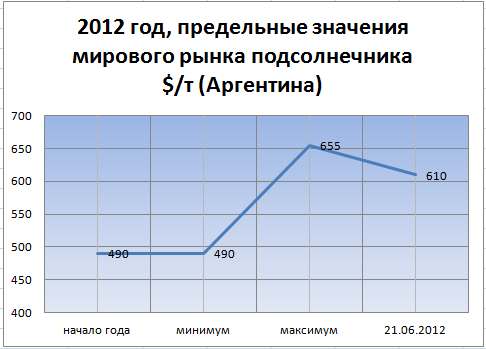 2012 год, предельные значения
мирового рынка подсолнечника
$/т (Аргентина)
700
650
600
550
500
450
400
490
490
655
610
начало года
минимум
максимум
21.06.2012